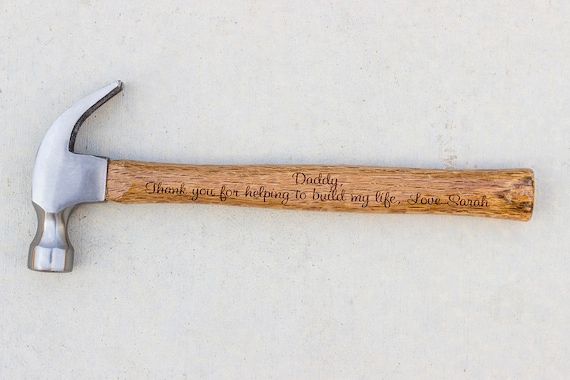 Daddy,
Thank you for helping to build my life, Love Sarah